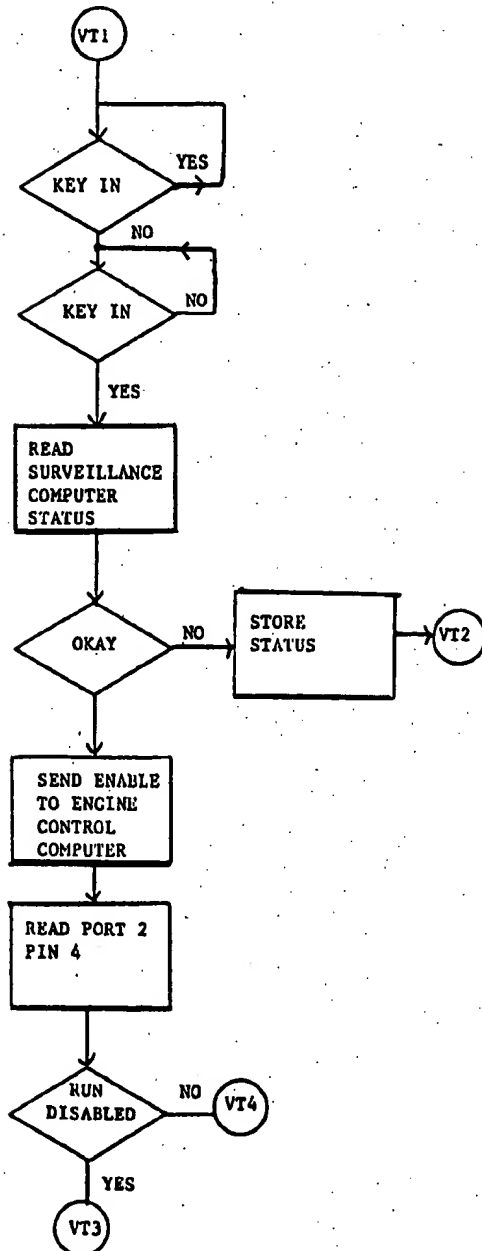 VT1
YES
KEY IN
NO
KEY IN
NO
YES
READ
SURVEILLANCE
COMPUTER
STATUS
OKAY
NO
STORE
STATUS
VT2
SEND ENABLE
TO ENGINE
CONTROL
COMPUTER
READ PORT 2
PIN 4
RUN
DISABLED
NO
VT4
YES
VT3